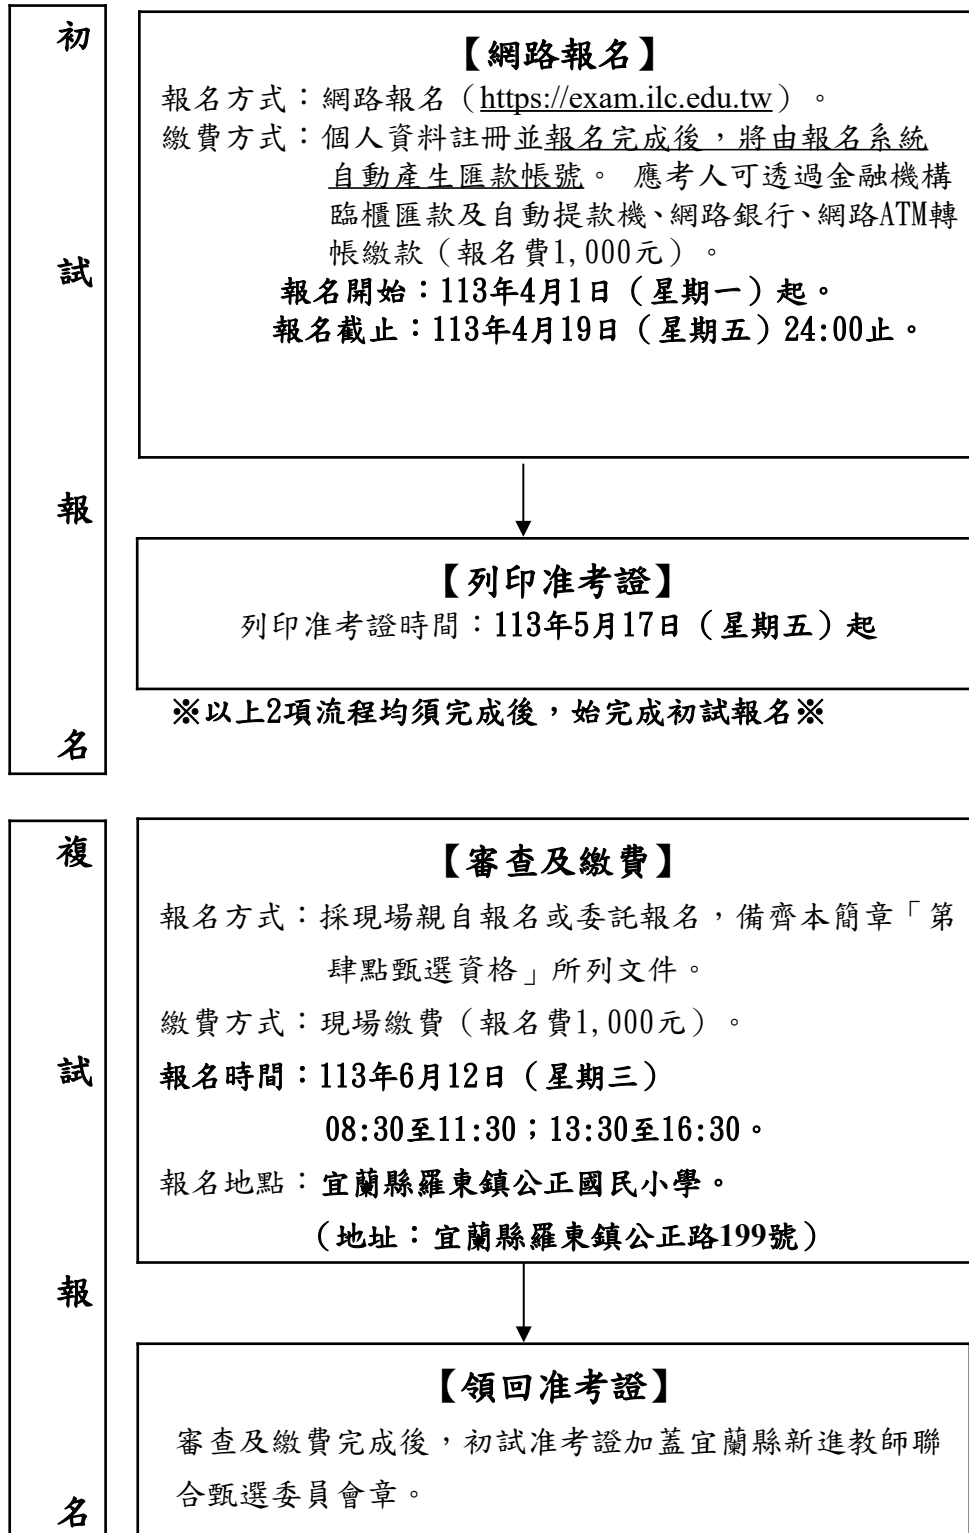 初試報名
【網路報名】
報名方式：網路報名（https://exam.ilc.edu.tw）。
繳費方式：個人資料註冊並報名完成後，將由報名系統
自動產生匯款帳號。 應考人可透過金融機構
臨櫃匯款及自動提款機、網路銀行、網路ATM轉
帳繳款（報名費1,000元）。
報名開始：113年4月1日（星期一）起。
報名截止：113年4月19日（星期五）24:00止。
【列印准考證】
列印准考證時間：113年5月17日（星期五）起
※以上2項流程均須完成後，始完成初試報名※
複試報名
【審查及繳費】
報名方式：採現場親自報名或委託報名，備齊本簡章「第
肆點甄選資格」所列文件。
繳費方式：現場繳費（報名費1,000元）。
報名時間：113年6月12日（星期三）
08:30至11:30；13:30至16:30。
報名地點：宜蘭縣羅東鎮公正國民小學。
（地址：宜蘭縣羅東鎮公正路199號）
【領回准考證】
審查及繳費完成後，初試准考證加蓋宜蘭縣新進教師聯
合甄選委員會章。